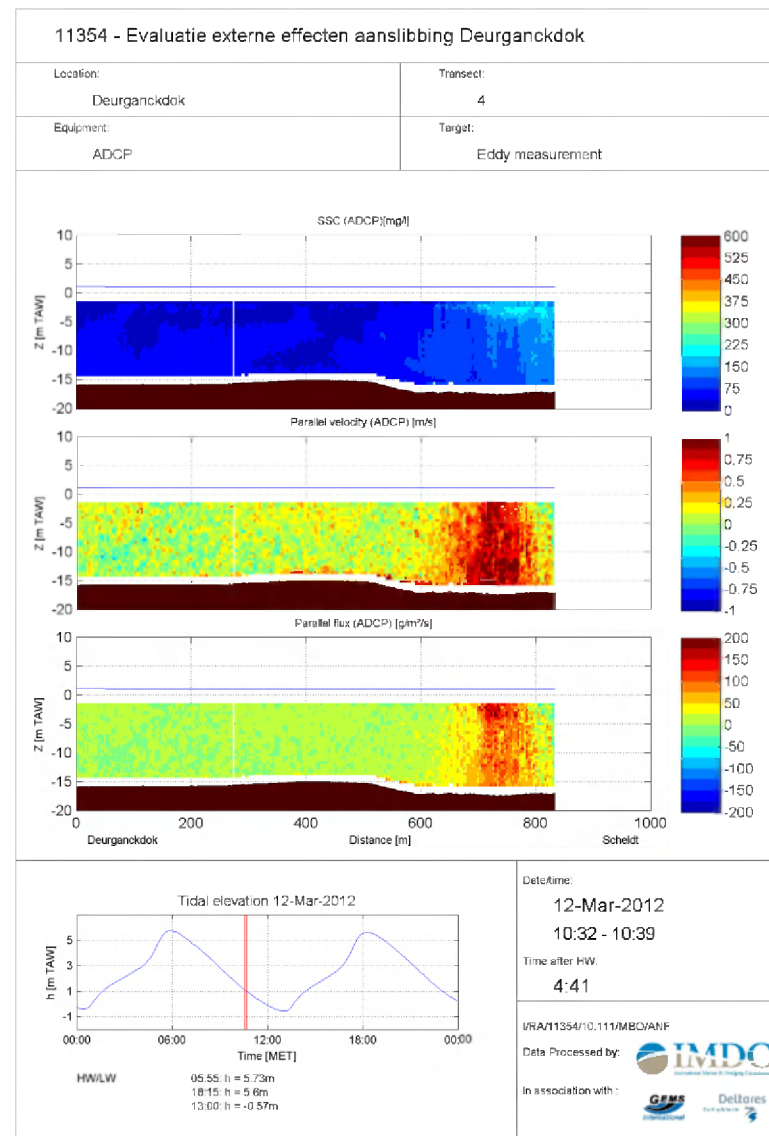 11354 - Evaluatie externe effecten aanslibbing Deurganckdok
Location:
Deurganckdok
Transect:
4
Equipment:
ADCP
Target:
Eddy measurement
SSC (ADCP)[mg/l]
10
5
0
-5
-10
-15
-20
Z [m TAW]
600
525
450
375
300
225
150
75
0
Parallel velocity (ADCP) [m/s]
10
5
0
-5
-10
-15
-20
Z [m TAW]
1
0.75
0.5
0.25
0
-0.25
-0.5
-0.75
-1
Parallel flux (ADCP) [g/m²/s]
10
5
0
-5
-10
-15
-20
Z [m TAW]
200
150
100
50
0
-50
-100
-150
-200
0 200 400 600 800 1000
Deurganckdok Distance [m] Scheldt
Tidal elevation 12-Mar-2012
h [m TAW]
5
3
1
-1
00:00 06:00 12:00 18:00 00:00
Time [MET]
HW/LW
05:55: h = 5.73m
18:15: h = 5.6m
13:00: h = -0.57m
Date/time:
12-Mar-2012
10:32 - 10:39
Time after HW:
4:41
I/RA/11354/10.111/MBO/ANF
Data Processed by:
IMDC
In association with :
GEMS
International
Deltares